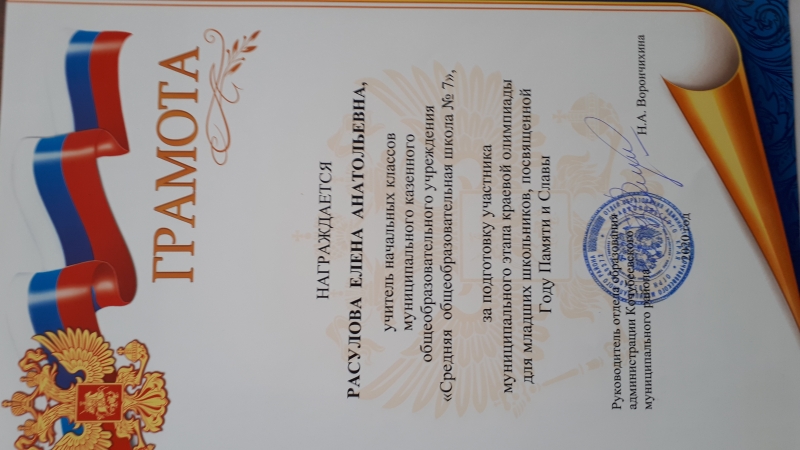 ГРАМОТА
НАГРАЖДАЕТСЯ
РАСУЛОВА ЕЛЕНА АНАТОЛЬЕВНА,
учитель начальных классов
муниципального казенного
общеобразовательного учреждения
«Средняя общеобразовательная школа № 7»,
за подготовку участника
муниципального этапа краевой олимпиады
для младших школьников, посвященной
Году Памяти и Славы
Руководитель отдела образования
администрации Кочубеевского
муниципального района
Н.А. Ворончихина
2020 год